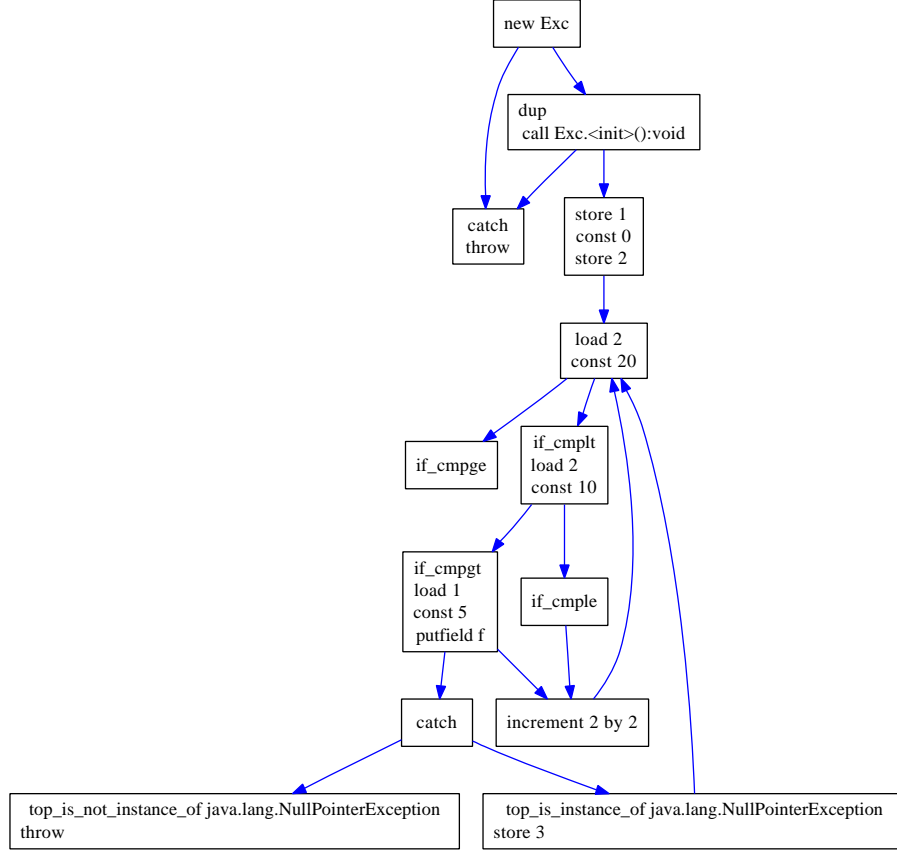 new Exc
dup
call Exc.<init>():void
catch
throw
store 1
const 0
store 2
load 2
const 20
if_cmpge
if_cmplt
load 2
const 10
if_cmpgt
load 1
const 5
putfield f
if_cmple
catch
increment 2 by 2
top_is_not_instance_of java.lang.NullPointerException
throw
top_is_instance_of java.lang.NullPointerException
store 3